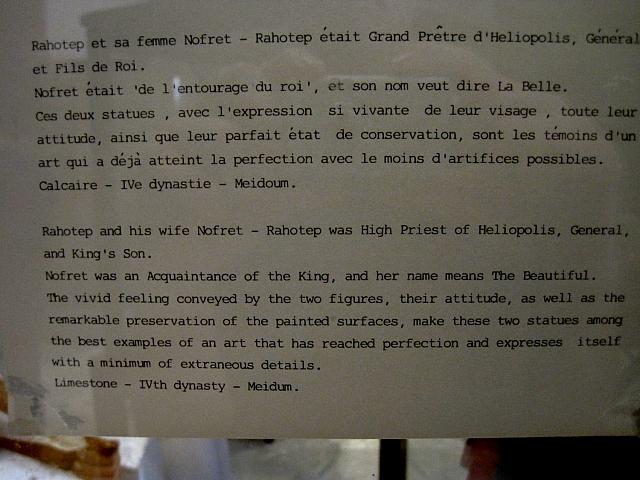 Rahotep et sa femme Nofret - Rahotep était Grand Prêtre d'Heliopolis, Général
et Fils de Roi.
Nofret était 'de l'entourage du roi', et son nom veut dire La Belle.
Ces deux statues , avec l'expression si vivante de leur visage , toute leur
attitude, ainsi que leur parfait état de conservation, sont les témoins d'un
art qui a déjà atteint la perfection avec le moins d'artifices possibles.
Calcaire - IVe dynastie - Meidoum.
Rahotep and his wife Nofret - Rahotep was High Priest of Heliopolis, General,
and King's Son.
Nofret was an Acquaintance of the King, and her name means The Beautiful.
The vivid feeling conveyed by the two figures, their attitude, as well as the
remarkable preservation of the painted surfaces, make these two statues among
the best examples of an art that has reached perfection and expresses itself
with a minimum of extraneous details.
Limestone - IVth dynasty - Meidum.